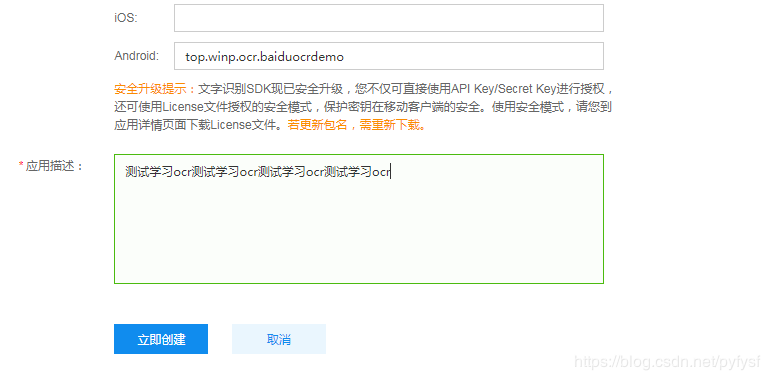 iOS:
Android: top.winp.ocr.baiduocrdemo
安全升级提示：文字识别SDK现已安全升级，您不仅可直接使用API Key/Secret Key进行授权，
还可使用License文件授权的安全模式，保护密钥在移动客户端的安全。使用安全模式，请您到
应用详情页面下载License文件。若更新包名，需重新下载。
* 应用描述： 测试学习ocr测试学习ocr测试学习ocr测试学习ocr
立即创建 取消
https://blog.csdn.net/pyfysf